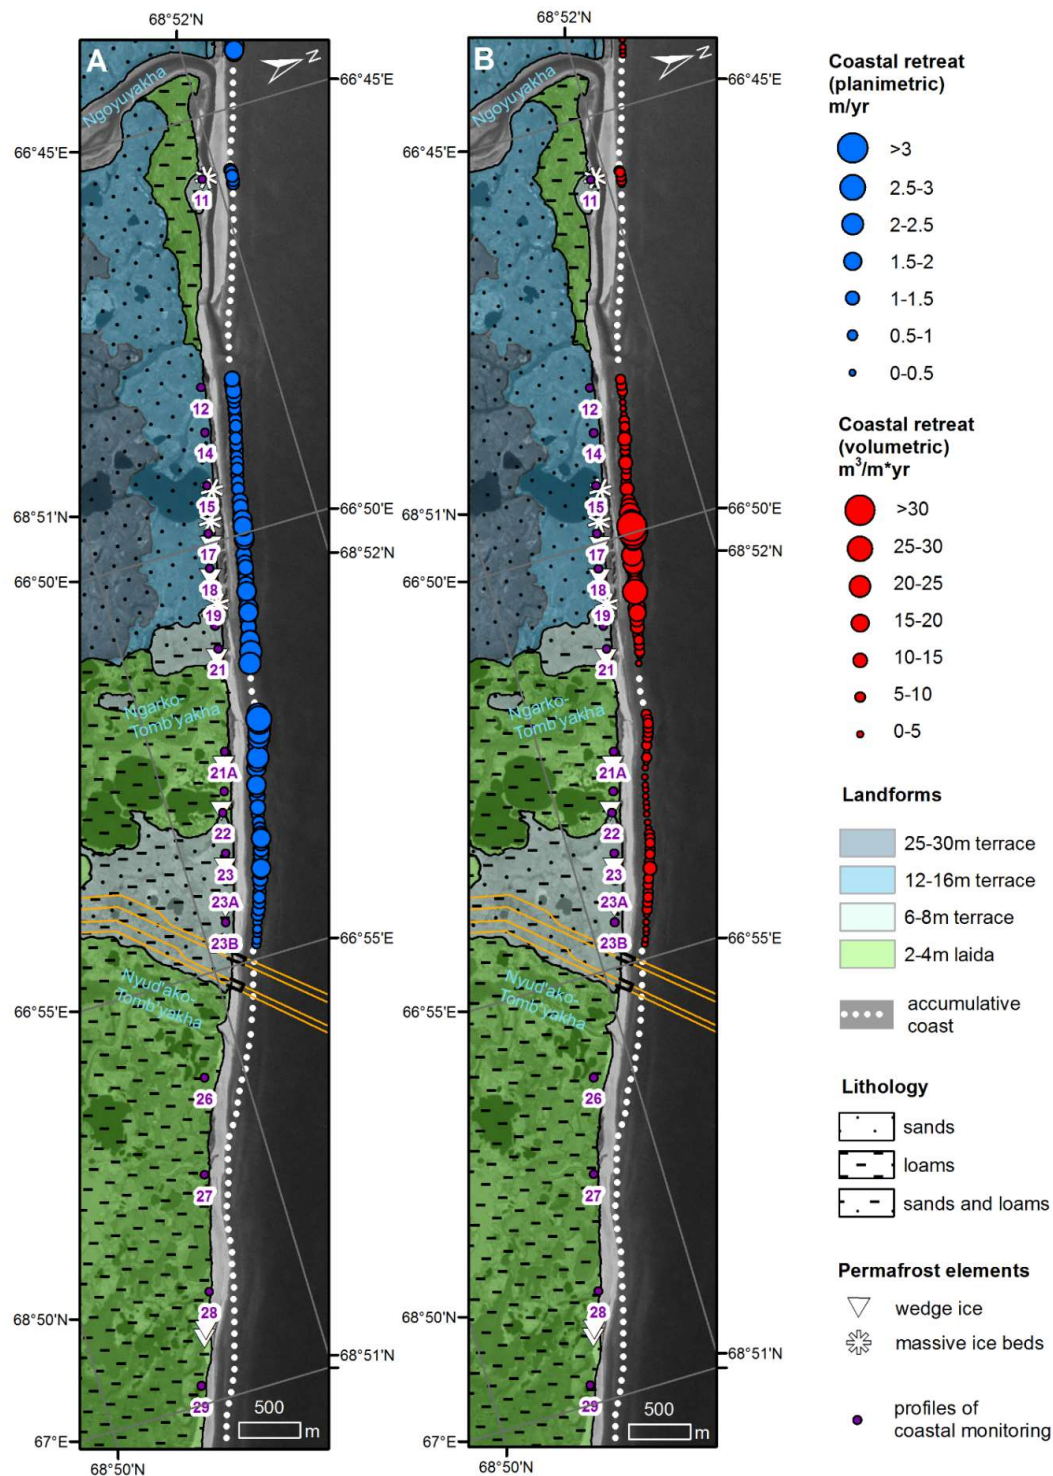 68°52'N
68°52'N
A
N
B
N
66°45'E
66°45'E
Ngoyuyakha
Ngoyuyakha
66°45'E
66°45'E
11
11
12
12
14
14
15
15
66°50'E
66°50'E
68°51'N
68°51'N
17
17
68°52'N
68°52'N
66°50'E
66°50'E
18
18
19
19
21
21
Ngarko-
Tomb'yakha
Ngarko-
Tomb'yakha
21A
21A
22
22
23
23
23A
23A
23B
23B
66°55'E
66°55'E
Nyud'ako-
Tomb'yakha
Nyud'ako-
Tomb'yakha
66°55'E
66°55'E
26
26
27
27
28
28
68°50'N
68°50'N
68°51'N
68°51'N
29
29
500
m
500
m
67°E
67°E
68°50'N
68°50'N
Coastal retreat
(planimetric)
m/yr
>3
2.5-3
2-2.5
1.5-2
1-1.5
0.5-1
0-0.5
Coastal retreat
(volumetric)
m³/m*yr
>30
25-30
20-25
15-20
10-15
5-10
0-5
Landforms
25-30m terrace
12-16m terrace
6-8m terrace
2-4m laida
accumulative
coast
Lithology
sands
loams
sands and loams
Permafrost elements
wedge ice
massive ice beds
profiles of
coastal monitoring